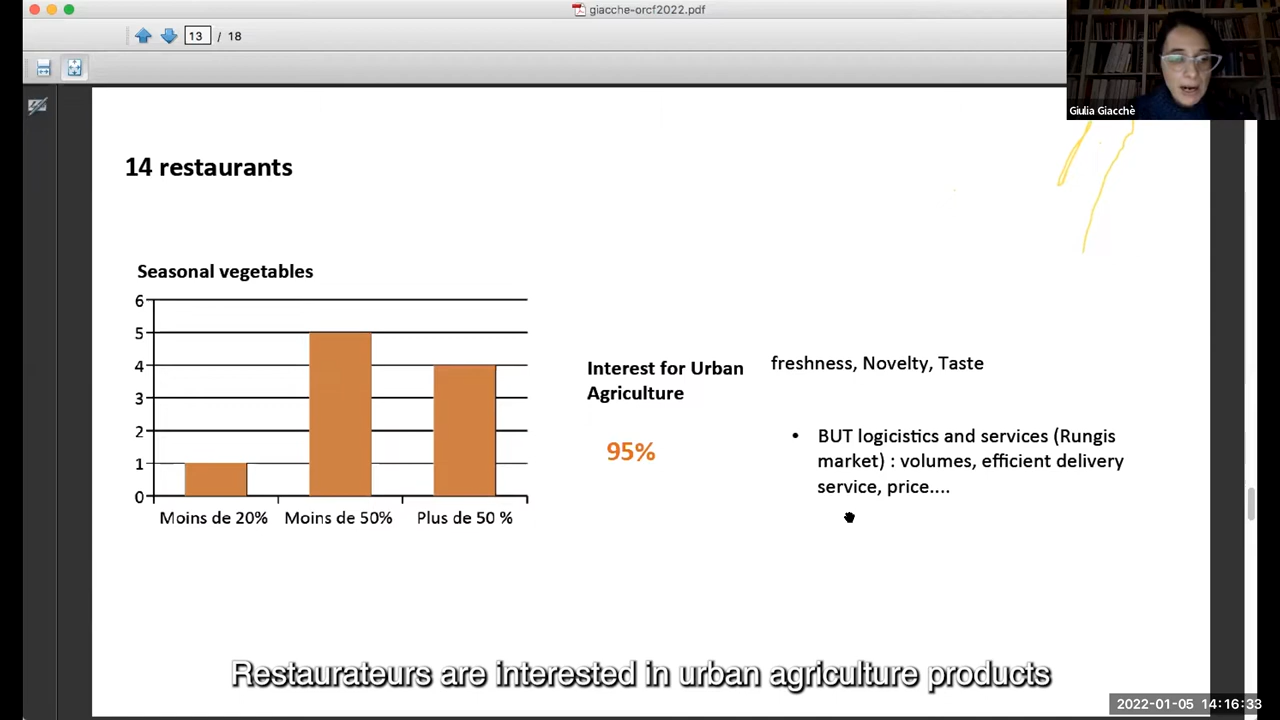 giacche-orcf2022.pdf
13 / 18
Giulia Giacchè
14 restaurants
Seasonal vegetables
6
5
4
3
2
1
0
Moins de 20% Moins de 50% Plus de 50 %
Interest for Urban
Agriculture
95%
freshness, Novelty, Taste
• BUT logicistics and services (Rungis
market) : volumes, efficient delivery
service, price....
Restaurateurs are interested in urban agriculture products
2022-01-05 14:16:33